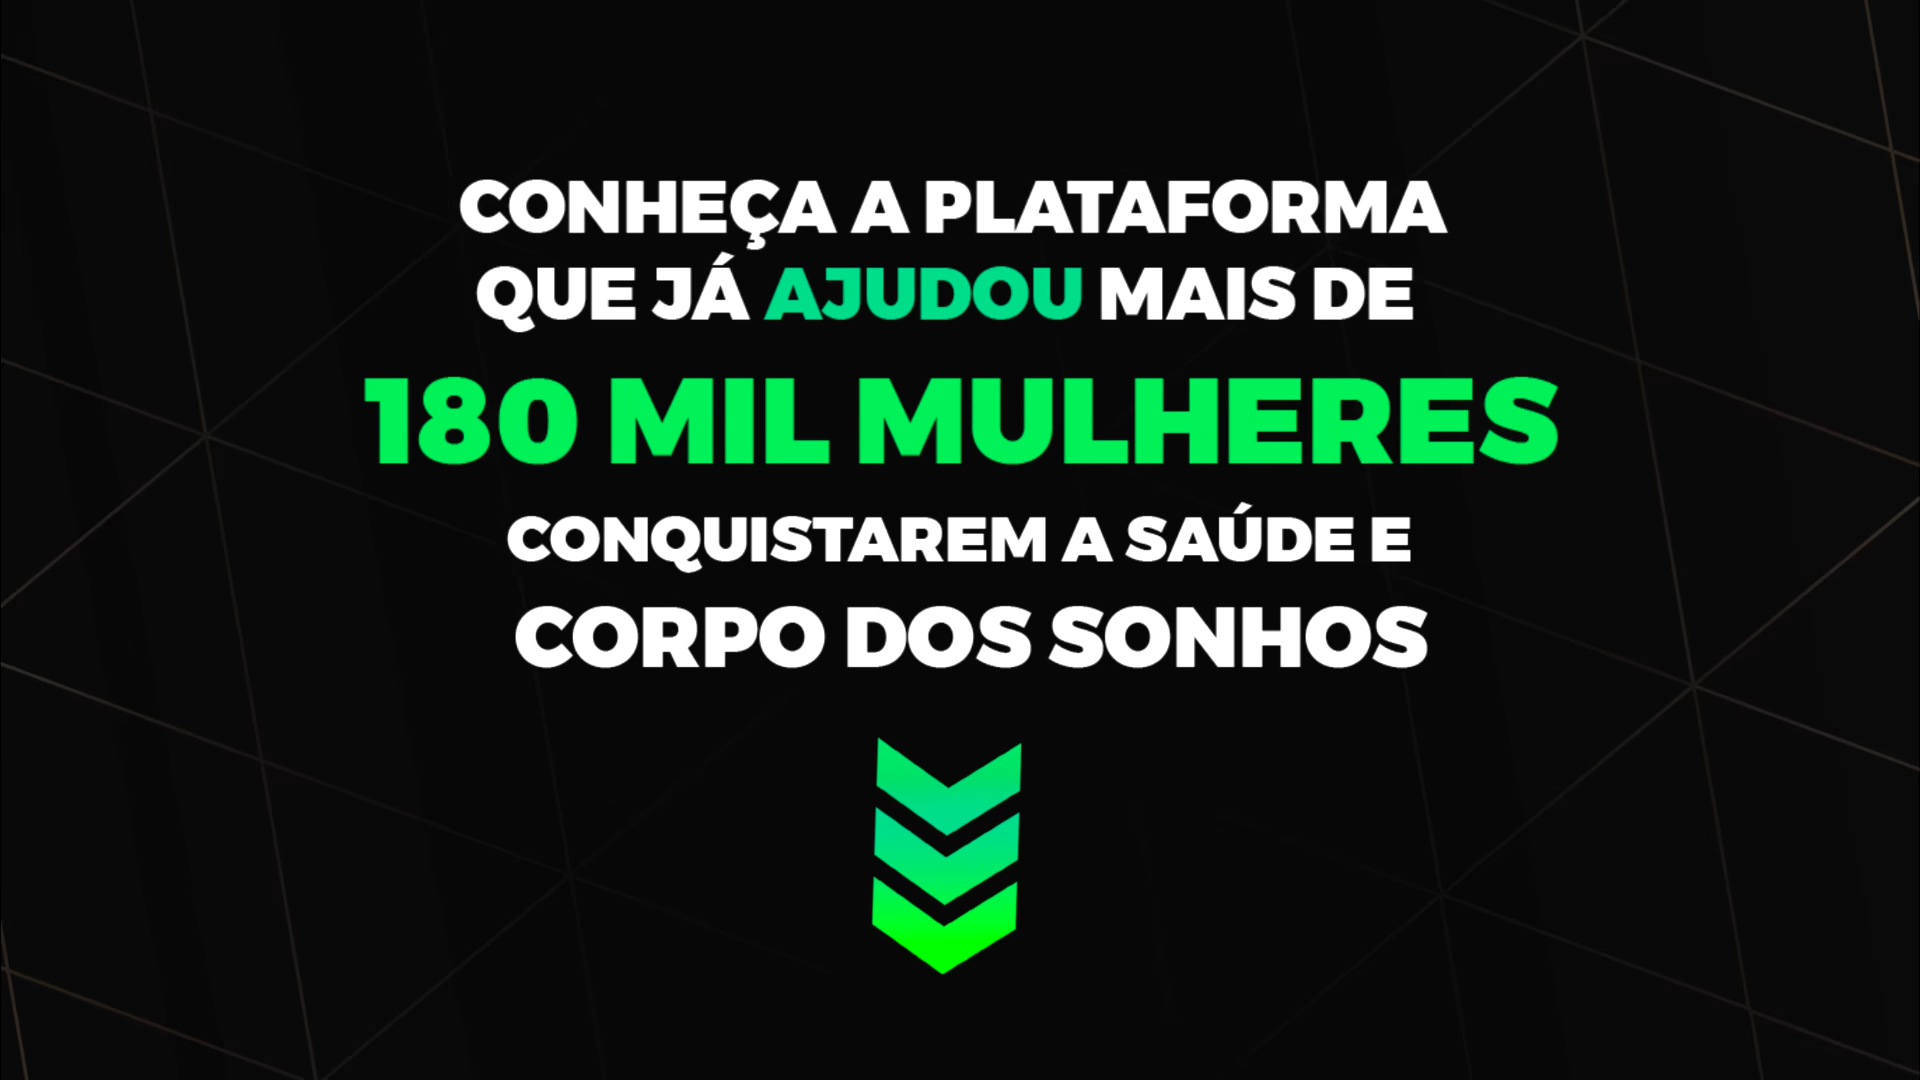 CONHEÇA A PLATAFORMA
QUE JÁ AJUDOU MAIS DE
180 MIL MULHERES
CONQUISTAREM A SAÚDE E
CORPO DOS SONHOS